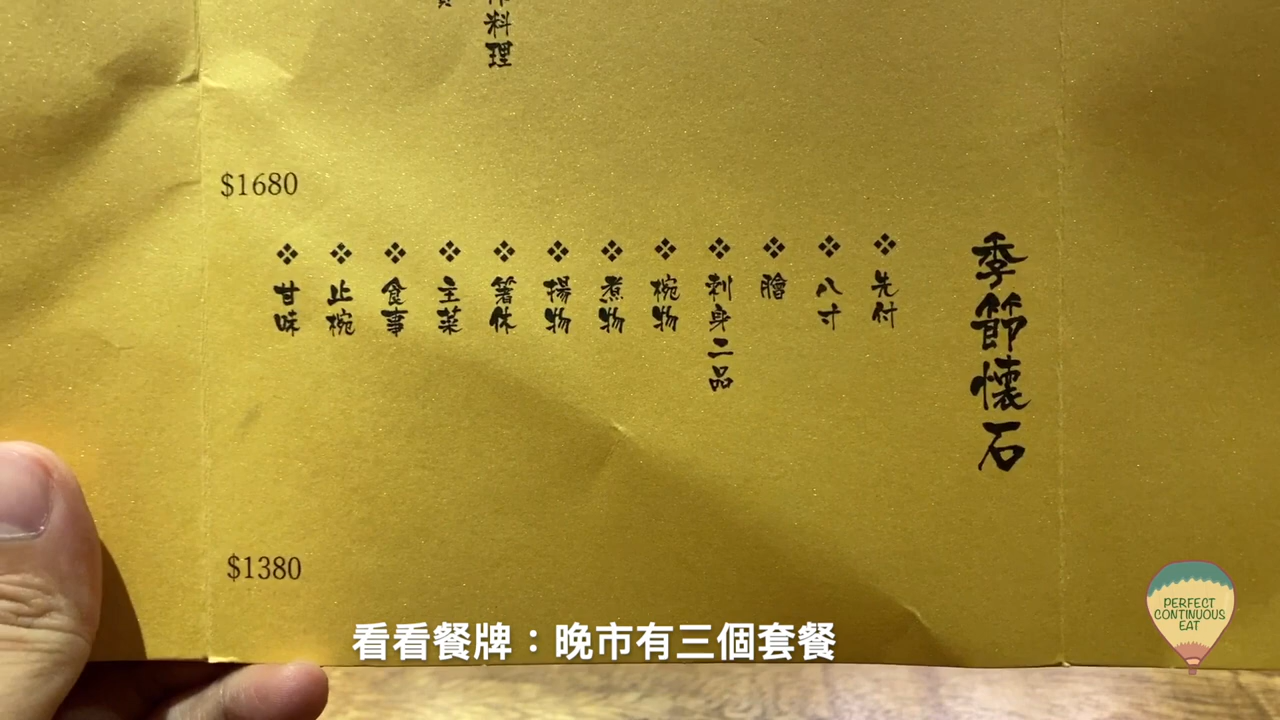 料理
$1680
季節懐石
❖先付
❖八寸
❖膾
❖刺身二品
❖椀物
❖煮物
❖揚物
❖箸休
❖主菜
❖食事
❖止椀
❖甘味
$1380
看看餐牌：晚市有三個套餐
PERFECT
CONTINUOUS
EAT